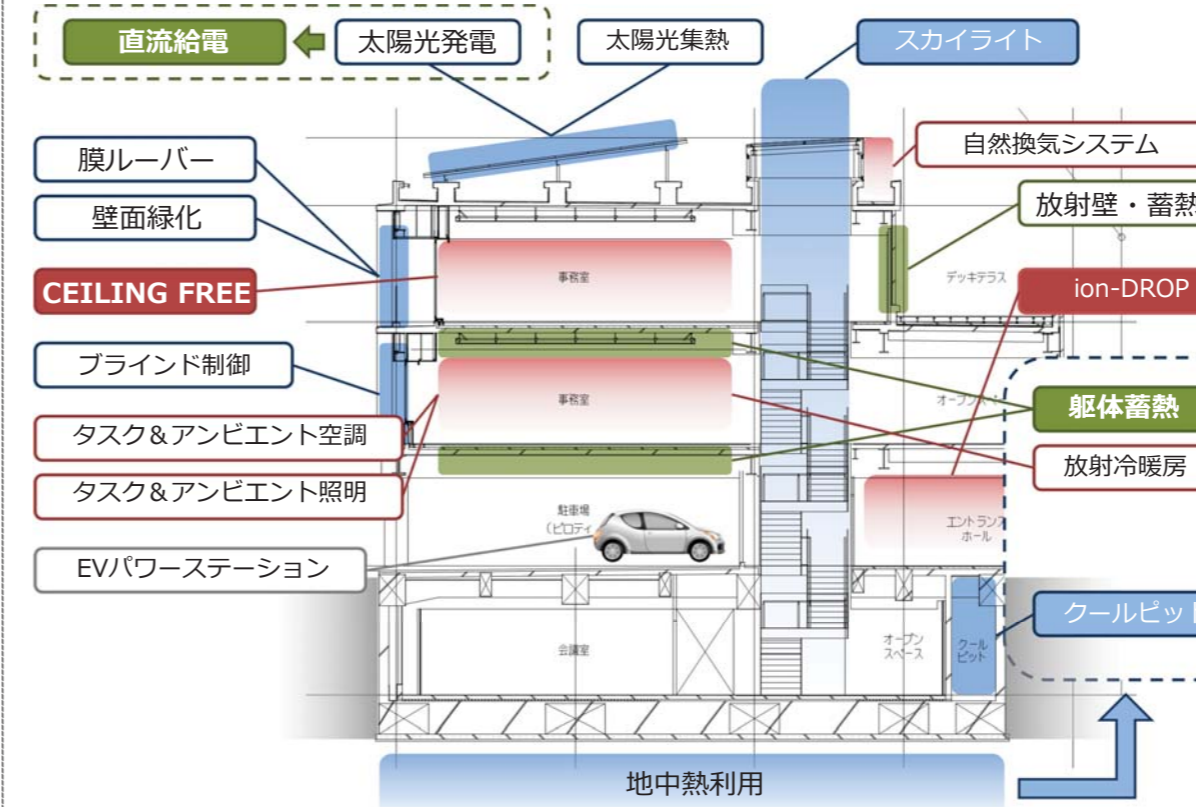 直流給電
太陽光発電
太陽光集熱
スカイライト
膜ルーバー
自然換気システム
壁面緑化
放射壁・蓄熱
CEILING FREE
事務室
デッキテラス
ion-DROP
ブラインド制御
事務室
オープンス
躯体蓄熱
タスク＆アンビエント空調
放射冷暖房
タスク＆アンビエント照明
駐車場
（ピロティ
エントランス
ホール
EVパワーステーション
クールピット
会議室
オープン
スペース
クール
ピット
地中熱利用